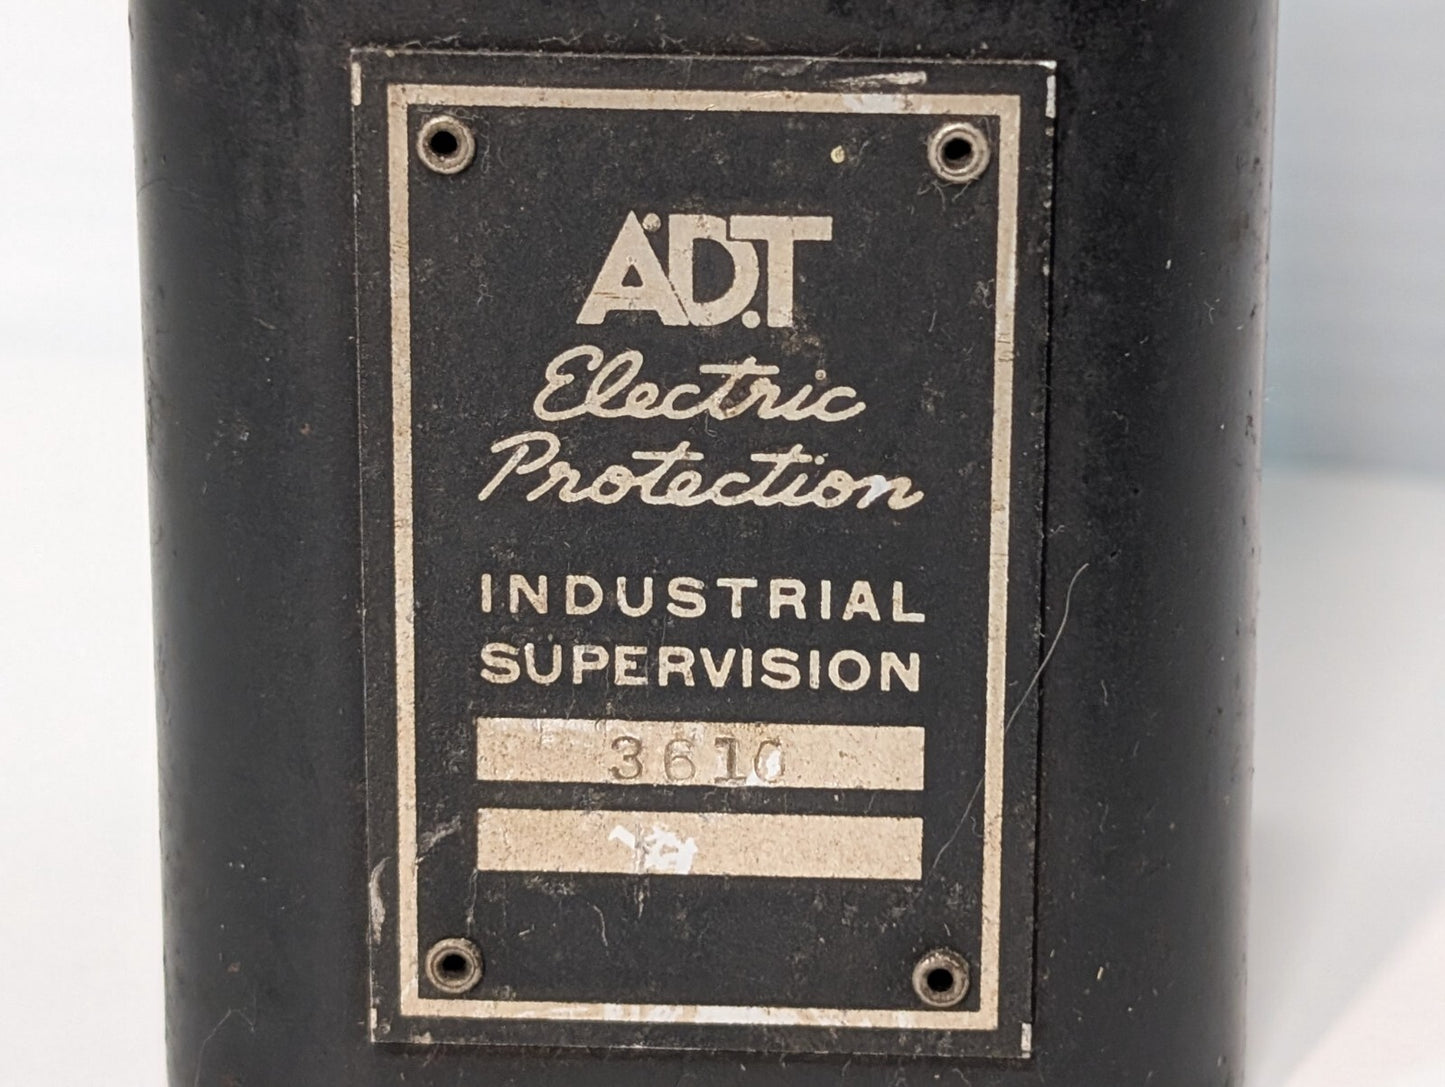 A.D.T
Electric
Protection
INDUSTRIAL
SUPERVISION
3610